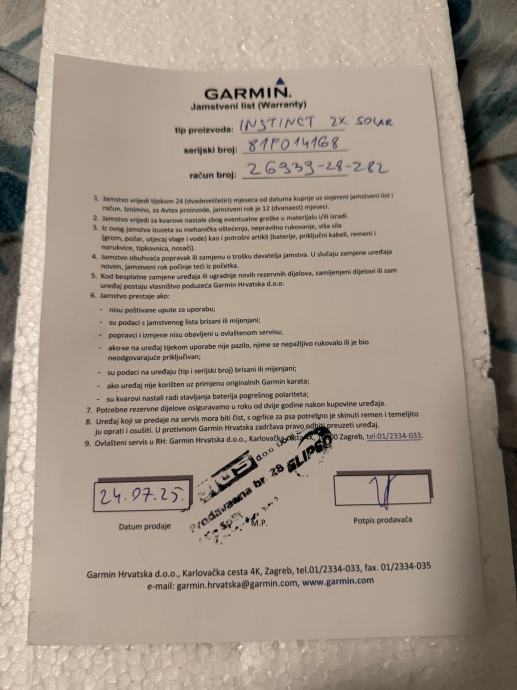 GARMIN.
Jamstveni list (Warranty)
tip proizvoda: INSTINCT 2X SOLAR
serijski broj: 81F014168
račun broj: 26939-28-282
1. Jamstvo vrijedi tijekom 24 (dvadesetčetiri) mjeseca od datuma kupnje uz ovjereni jamstveni list i
račun. Iznimno, za Avtex proizvode, jamstveni rok je 12 (dvanaest) mjeseci.
2. Jamstvo vrijedi za kvarove nastale zbog eventualne greške u materijalu i/ili izradi.
3. Iz ovog jamstva izuzeta su mehanička oštećenja, nepravilno rukovanje, viša sila
(grom, požar, utjecaj vlage i vode) kao i potrošni artikli (baterije, priključni kabeli, remeni i
narukvice, tipkovnica, nosači).
4. Jamstvo obuhvaća popravak ili zamjenu o trošku davatelja jamstva. U slučaju zamjene uređaja
novim, jamstveni rok počinje teći iz početka.
5. Kod besplatne zamjene uređaja ili ugradnje novih rezervnih dijelova, zamijenjeni dijelovi ili sam
uređaj postaju vlasništvo poduzeća Garmin Hrvatska d.o.o.
6. Jamstvo prestaje ako:
- nisu poštivane upute za uporabu;
- su podaci s jamstvenog lista brisani ili mijenjani;
- popravci i izmjene nisu obavljeni u ovlaštenom servisu;
- ako se na uređaj tijekom uporabe nije pazilo, njime se nepažljivo rukovalo ili je bio
neodgovarajuće priključivan;
- su podaci na uređaju (tip i serijski broj) brisani ili mijenjani;
- ako uređaj nije korišten uz primjenu originalnih Garmin karata;
- su kvarovi nastali radi stavljanja baterija pogrešnog polariteta;
7. Potrebne rezervne dijelove osiguravamo u roku od dvije godine nakon kupovine uređaja.
8. Uređaj koji se predaje na servis mora biti čist, s ogrlice za psa potrebno je skinuti remen i temeljito
ju oprati i osušiti. U protivnom Garmin Hrvatska zadržava pravo odbiti preuzeti uređaj.
9. Ovlašteni servis u RH: Garmin Hrvatska d.o.o., Karlovačka cesta 4K, Zagreb, tel:01/2334-033.
d.o.o.
Prodavaona br. 28
24.07.25.
Datum prodaje
M.P.
Potpis prodavača
Garmin Hrvatska d.o.o., Karlovačka cesta 4K, Zagreb, tel.01/2334-033, fax. 01/2334-035
e-mail: garmin.hrvatska@garmin.com, www.garmin.com